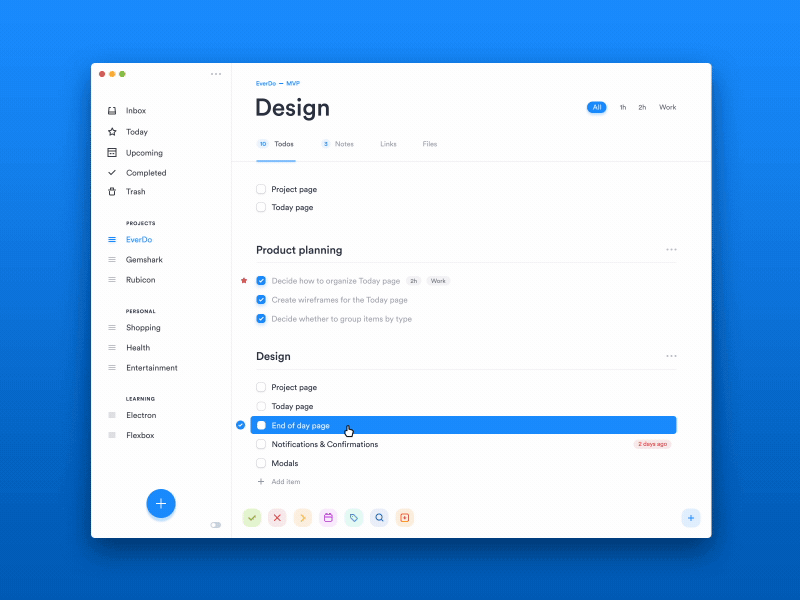 Inbox
Today
Upcoming
Completed
Trash
PROJECTS
EverDo
Gemshark
Rubicon
PERSONAL
Shopping
Health
Entertainment
LEARNING
Electron
Flexbox
EverDo — MVP
Design
All 1h 2h Work
10 Todos 3 Notes Links Files
Project page
Today page
Product planning
Decide how to organize Today page 2h Work
Create wireframes for the Today page
Decide whether to group items by type
Design
Project page
Today page
End of day page
Notifications & Confirmations 2 days ago
Modals
+ Add item